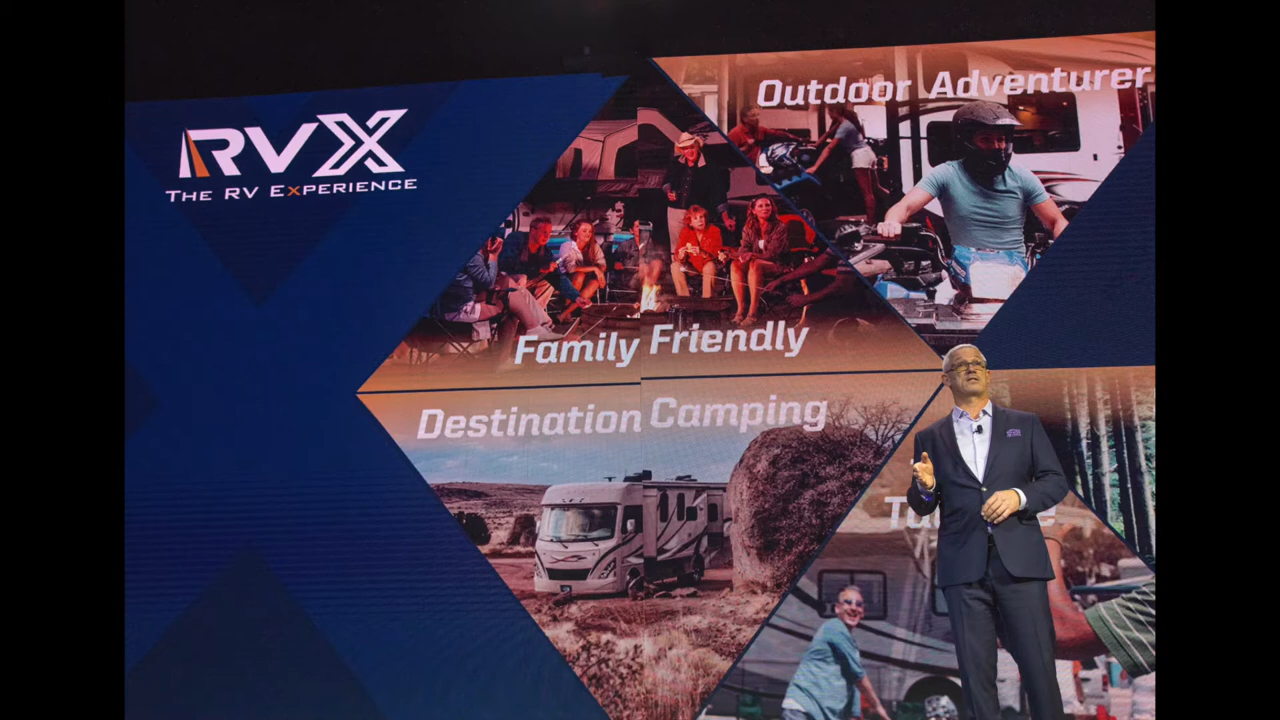 RVX
THE RV EXPERIENCE
Outdoor Adventurer
Family Friendly
Destination Camping